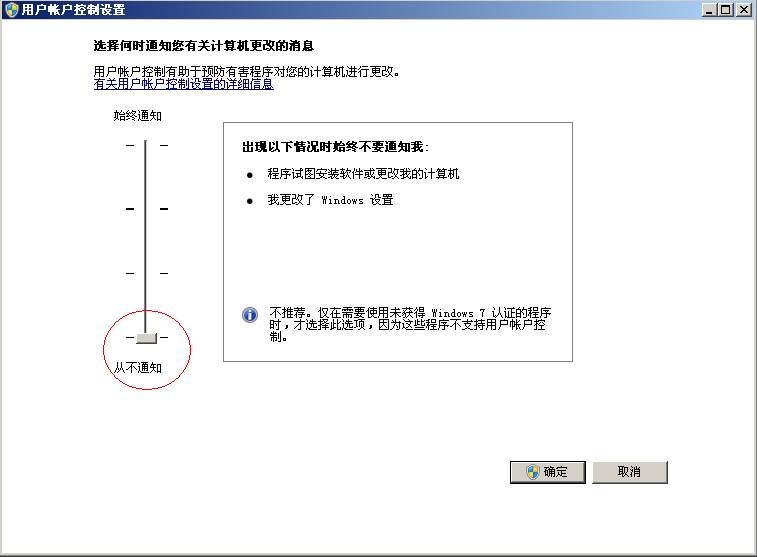 用户帐户控制设置
选择何时通知您有关计算机更改的消息
用户帐户控制有助于预防有害程序对您的计算机进行更改。
有关用户帐户控制设置的详细信息
始终通知
出现以下情况时始终不要通知我:
程序试图安装软件或更改我的计算机
我更改了 Windows 设置
不推荐。仅在需要使用未获得 Windows 7 认证的程序
时，才选择此选项，因为这些程序不支持用户帐户控
制。
从不通知
确定
取消